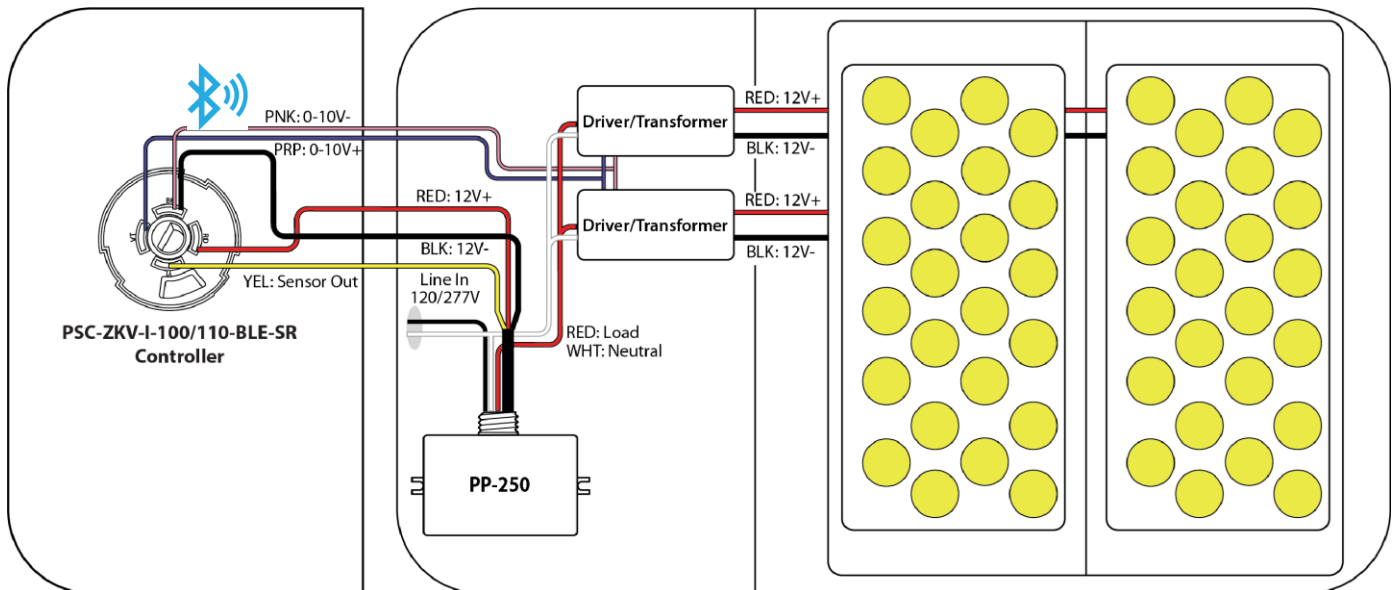 PNK: 0-10V-
PRP: 0-10V+
RED: 12V+
BLK: 12V-
YEL: Sensor Out
Line In
120/277V
PSC-ZKV-I-100/110-BLE-SR
Controller
RD
RED: Load
WHT: Neutral
PP-250
Driver/Transformer
RED: 12V+
BLK: 12V-
Driver/Transformer
RED: 12V+
BLK: 12V-